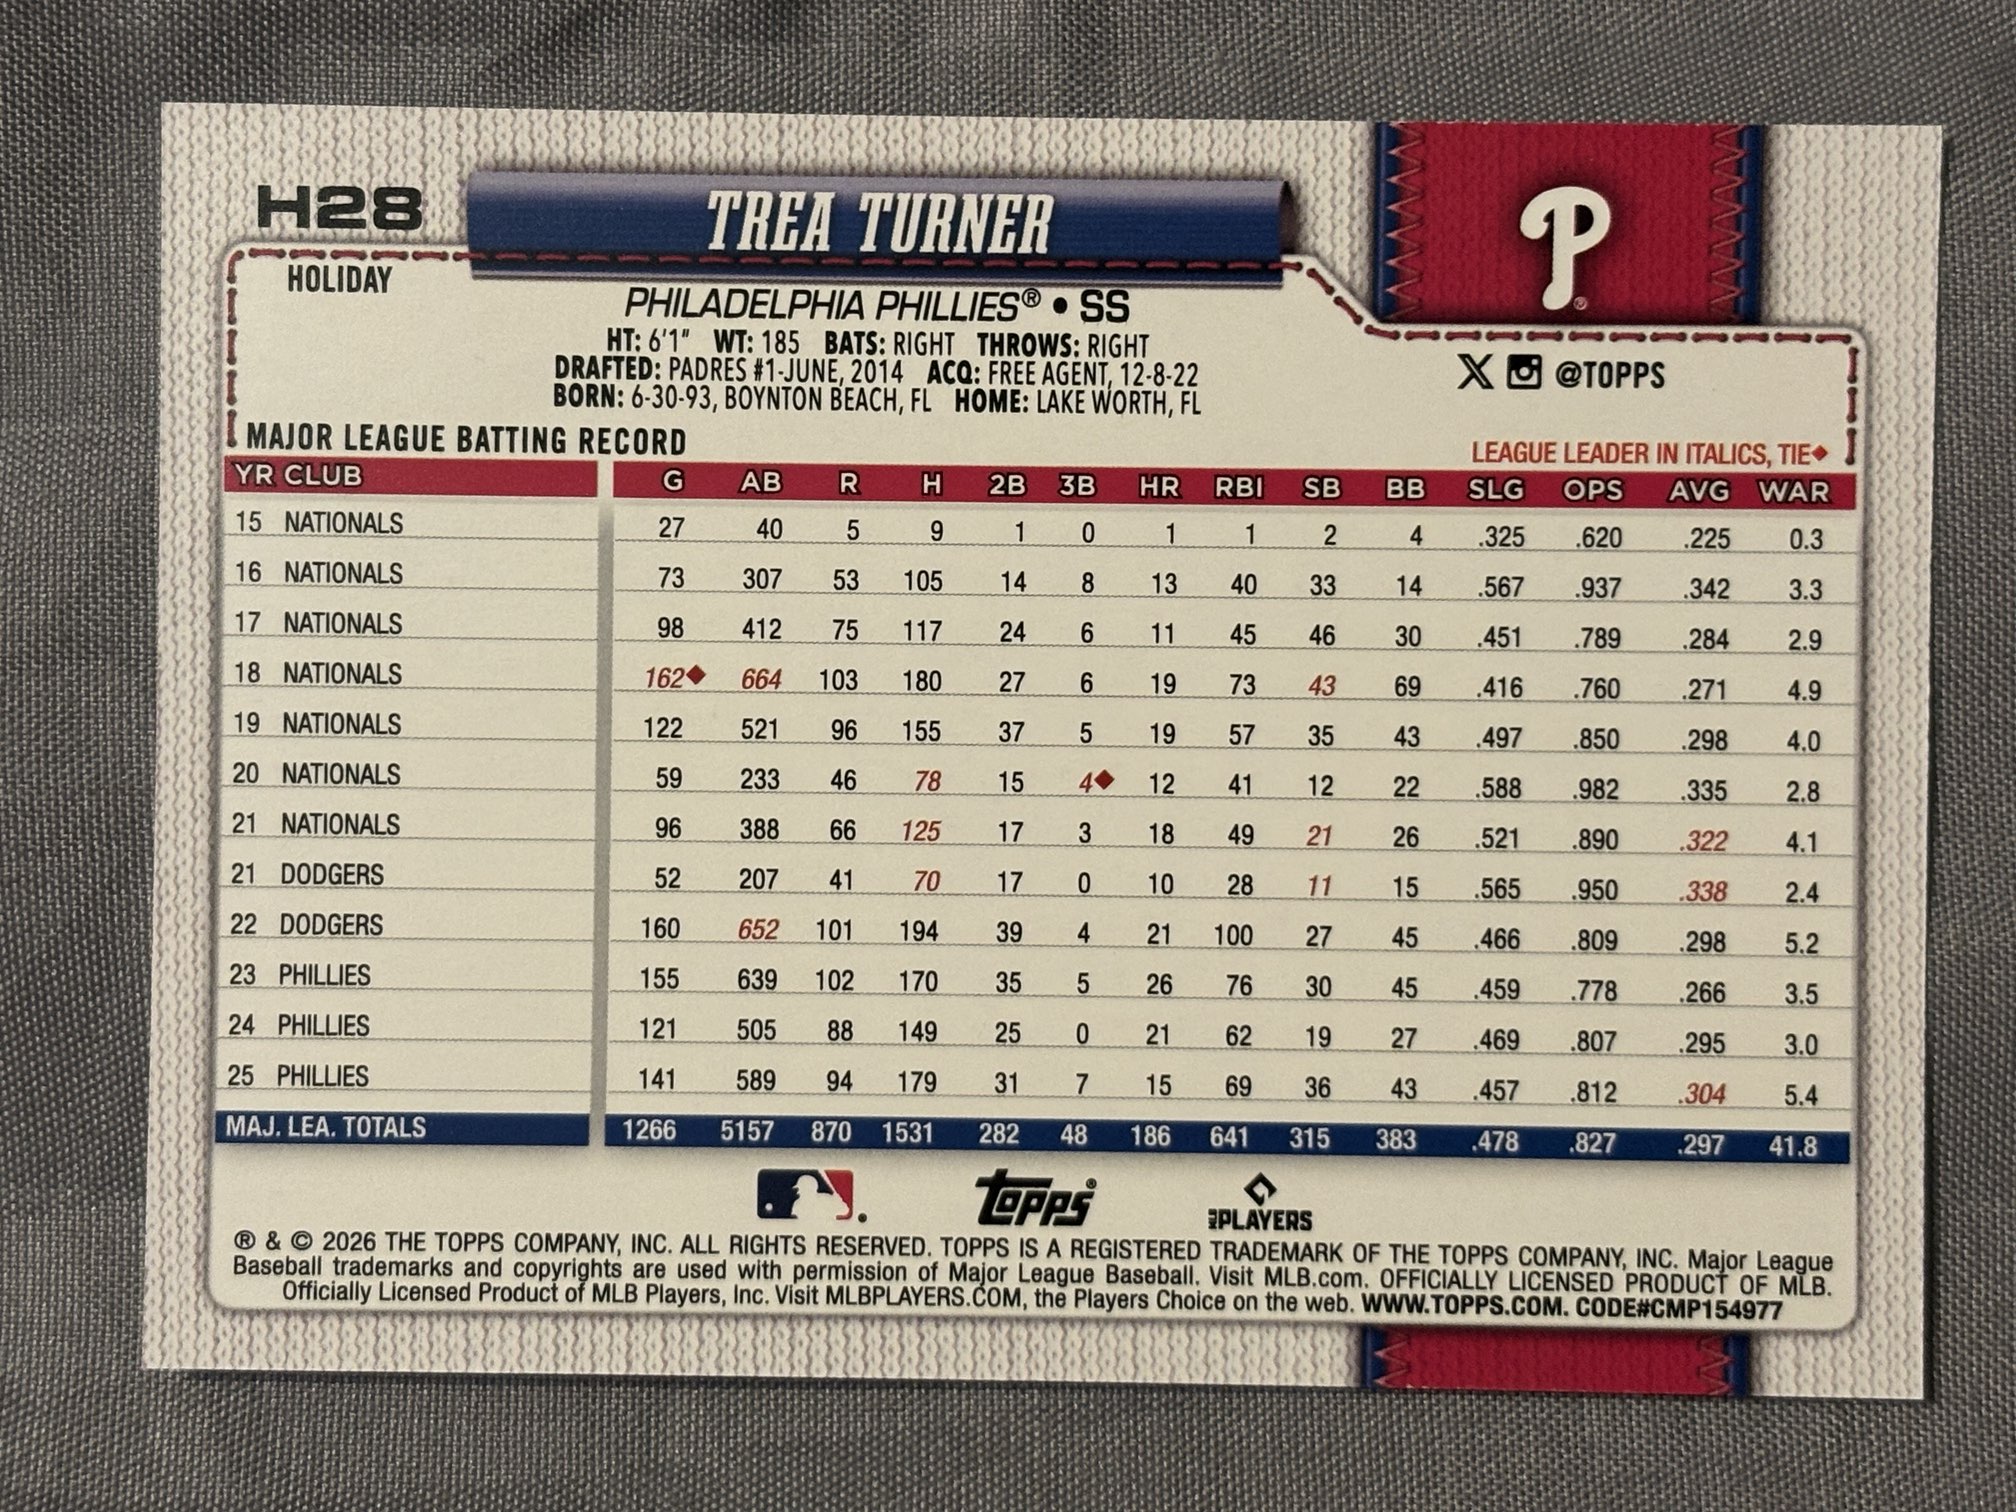 H28
TREA TURNER
P®
HOLIDAY
PHILADELPHIA PHILLIES® • SS
HT: 6'1" WT: 185 BATS: RIGHT THROWS: RIGHT
DRAFTED: PADRES #1-JUNE, 2014 ACQ: FREE AGENT, 12-8-22
BORN: 6-30-93, BOYNTON BEACH, FL HOME: LAKE WORTH, FL
@TOPPS
MAJOR LEAGUE BATTING RECORD
LEAGUE LEADER IN ITALICS, TIE♦
YR CLUB G AB R H 2B 3B HR RBI SB BB SLG OPS AVG WAR
15 NATIONALS 27 40 5 9 1 0 1 1 2 4 .325 .620 .225 0.3
16 NATIONALS 73 307 53 105 14 8 13 40 33 14 .567 .937 .342 3.3
17 NATIONALS 98 412 75 117 24 6 11 45 46 30 .451 .789 .284 2.9
18 NATIONALS 162♦ 664 103 180 27 6 19 73 43 69 .416 .760 .271 4.9
19 NATIONALS 122 521 96 155 37 5 19 57 35 43 .497 .850 .298 4.0
20 NATIONALS 59 233 46 78 15 4♦ 12 41 12 22 .588 .982 .335 2.8
21 NATIONALS 96 388 66 125 17 3 18 49 21 26 .521 .890 .322 4.1
21 DODGERS 52 207 41 70 17 0 10 28 11 15 .565 .950 .338 2.4
22 DODGERS 160 652 101 194 39 4 21 100 27 45 .466 .809 .298 5.2
23 PHILLIES 155 639 102 170 35 5 26 76 30 45 .459 .778 .266 3.5
24 PHILLIES 121 505 88 149 25 0 21 62 19 27 .469 .807 .295 3.0
25 PHILLIES 141 589 94 179 31 7 15 69 36 43 .457 .812 .304 5.4
MAJ. LEA. TOTALS 1266 5157 870 1531 282 48 186 641 315 383 .478 .827 .297 41.8
topps® MLBPLAYERS
® & © 2026 THE TOPPS COMPANY, INC. ALL RIGHTS RESERVED. TOPPS IS A REGISTERED TRADEMARK OF THE TOPPS COMPANY, INC. Major League
Baseball trademarks and copyrights are used with permission of Major League Baseball. Visit MLB.com. OFFICIALLY LICENSED PRODUCT OF MLB.
Officially Licensed Product of MLB Players, Inc. Visit MLBPLAYERS.COM, the Players Choice on the web. WWW.TOPPS.COM. CODE#CMP154977